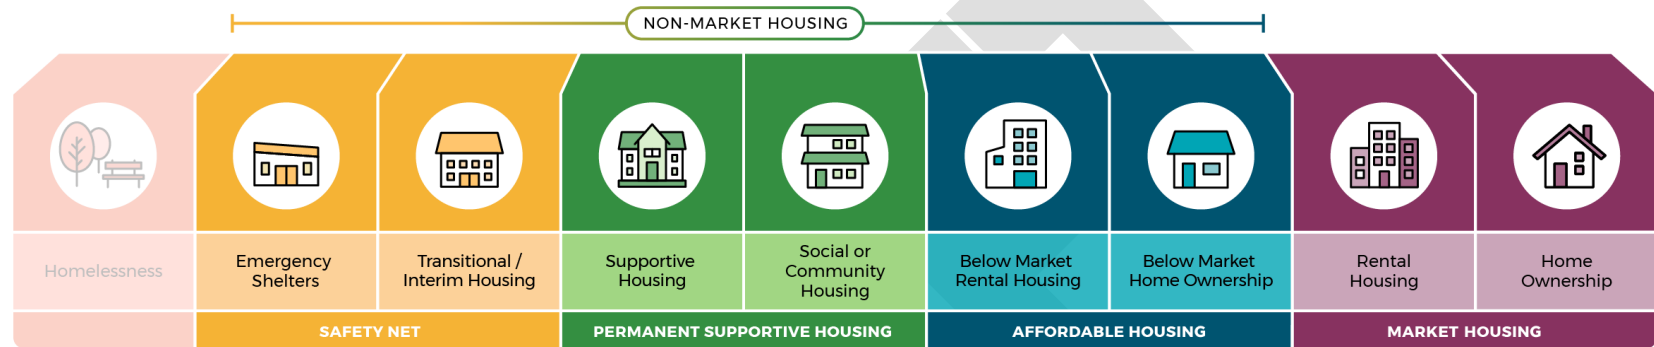 NON-MARKET HOUSING
Homelessness
Emergency
Shelters
Transitional /
Interim Housing
Supportive
Housing
Social or
Community
Housing
Below Market
Rental Housing
Below Market
Home Ownership
Rental
Housing
Home
Ownership
SAFETY NET
PERMANENT SUPPORTIVE HOUSING
AFFORDABLE HOUSING
MARKET HOUSING